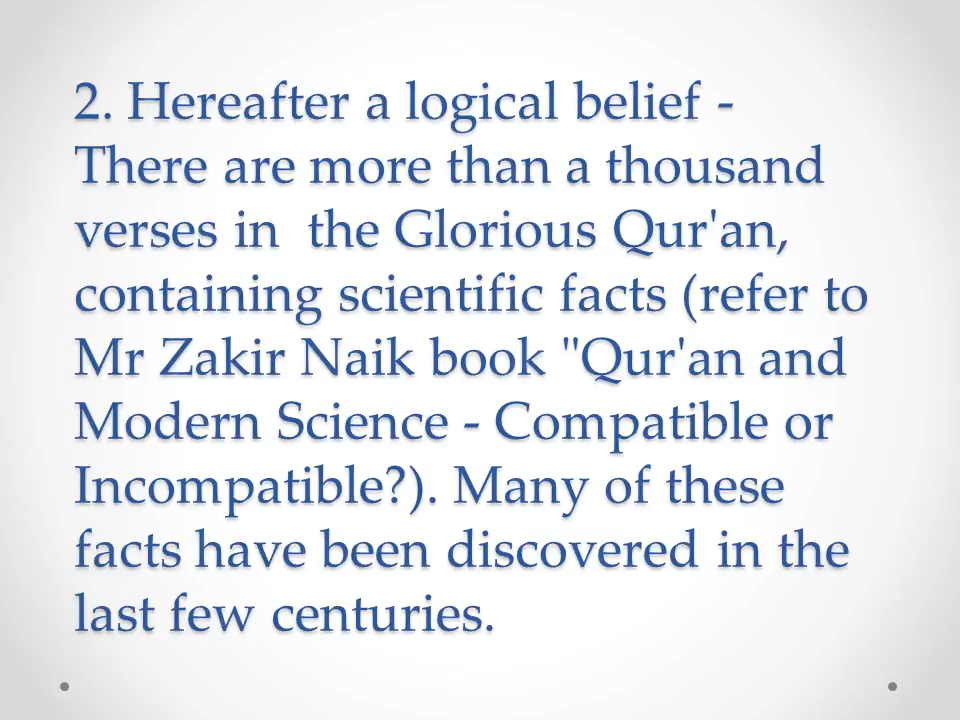 2. Hereafter a logical belief -
There are more than a thousand
verses in  the Glorious Qur'an,
containing scientific facts (refer to
Mr Zakir Naik book "Qur'an and
Modern Science - Compatible or
Incompatible?). Many of these
facts have been discovered in the
last few centuries.